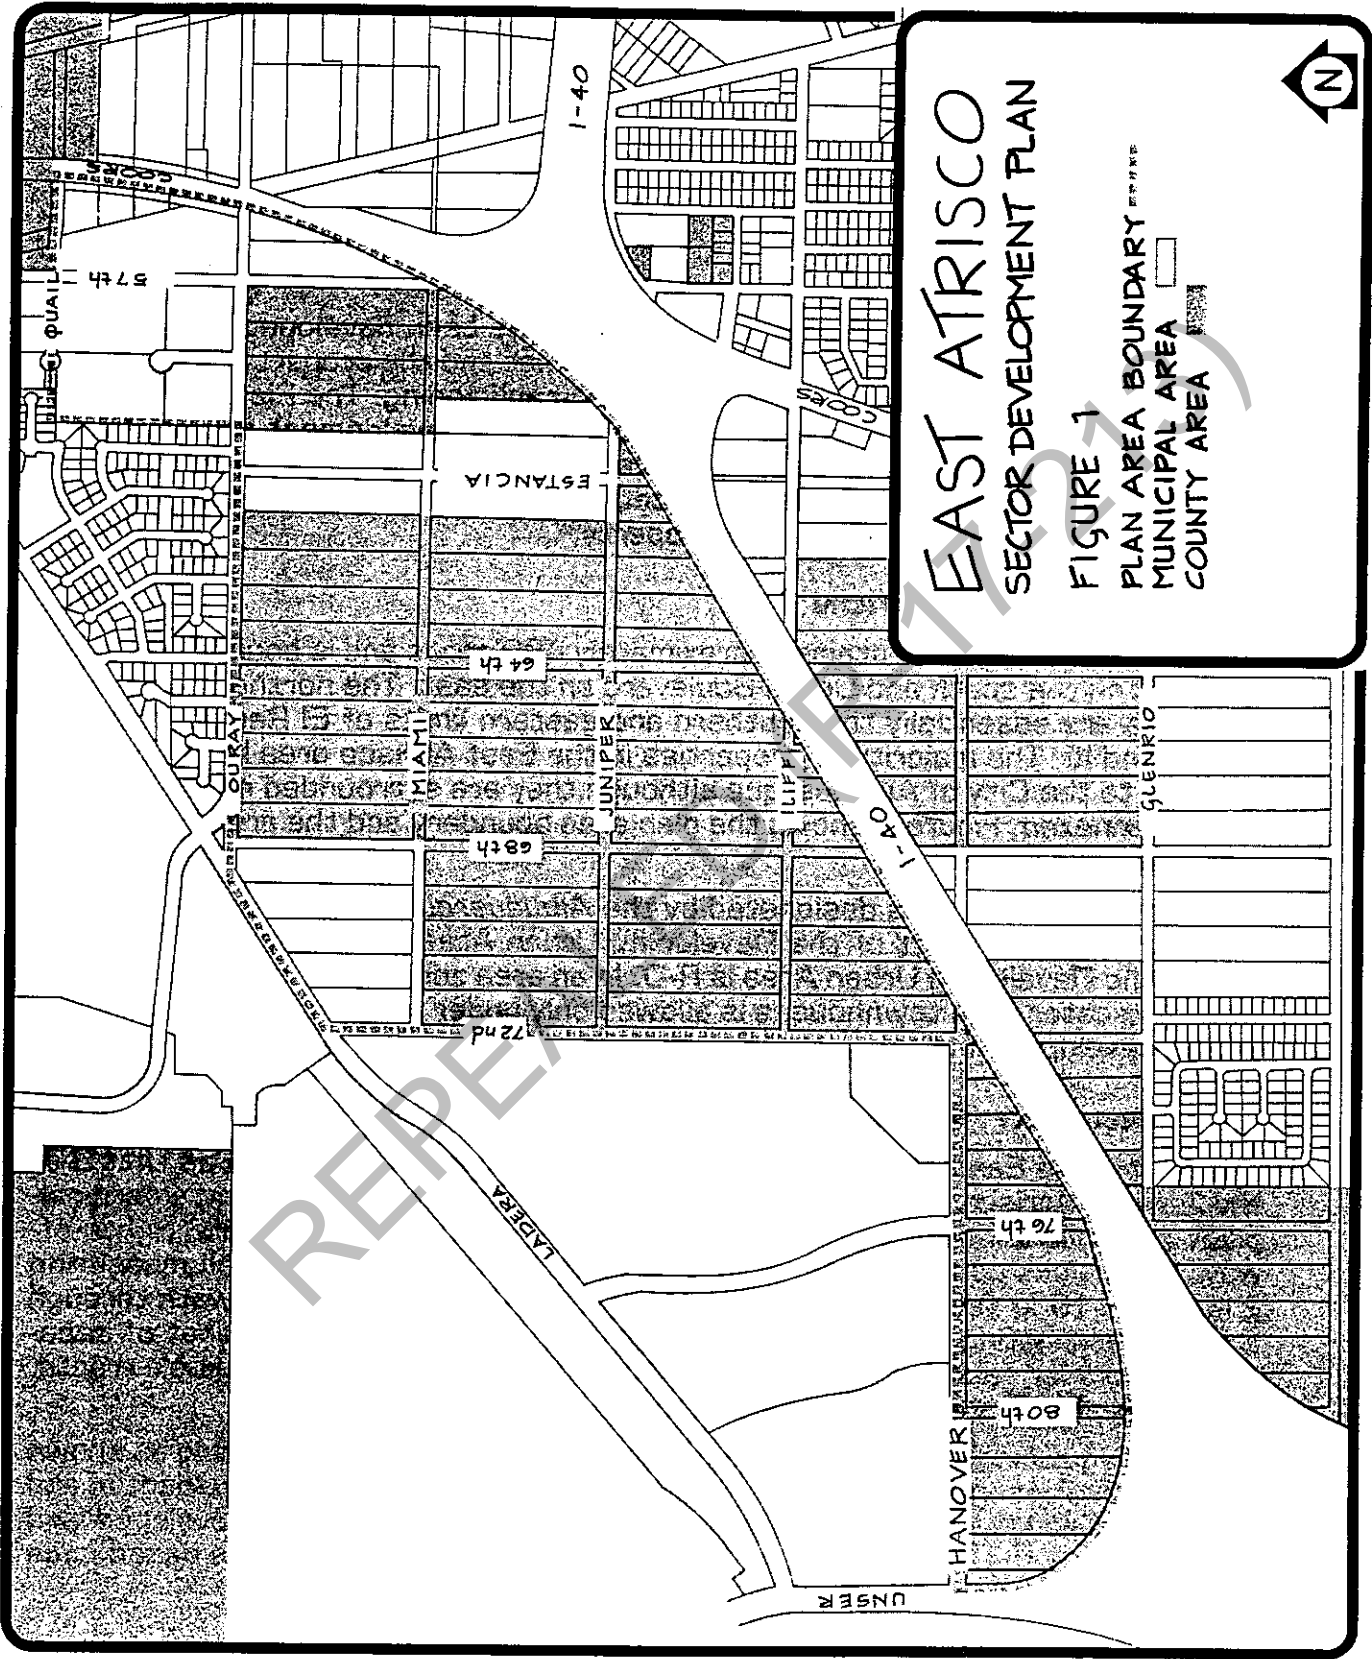 EAST ATRISCO
SECTOR DEVELOPMENT PLAN
FIGURE 1
PLAN AREA BOUNDARY
MUNICIPAL AREA
COUNTY AREA
N
QUAIL
57th
COORS
I-40
OURAY
MIAMI
ESTANCIA
64th
JUNIPER
68th
ILIFF
COORS
72nd
I-40
GLENRIO
LADERA
76th
80th
HANOVER
UNSER